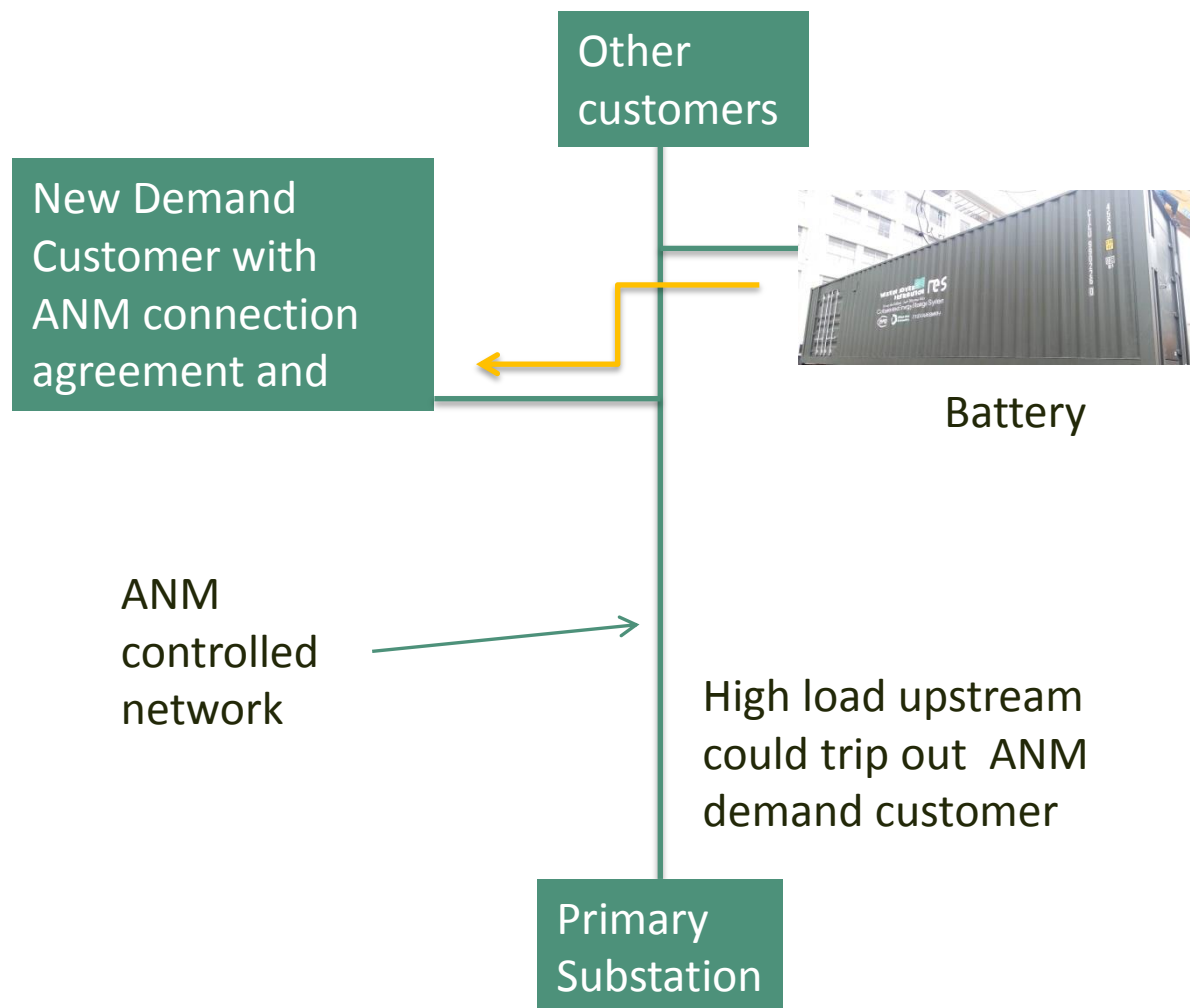 Other
customers
New Demand
Customer with
ANM connection
agreement and
res
Battery
ANM
controlled
network
High load upstream
could trip out  ANM
demand customer
Primary
Substation